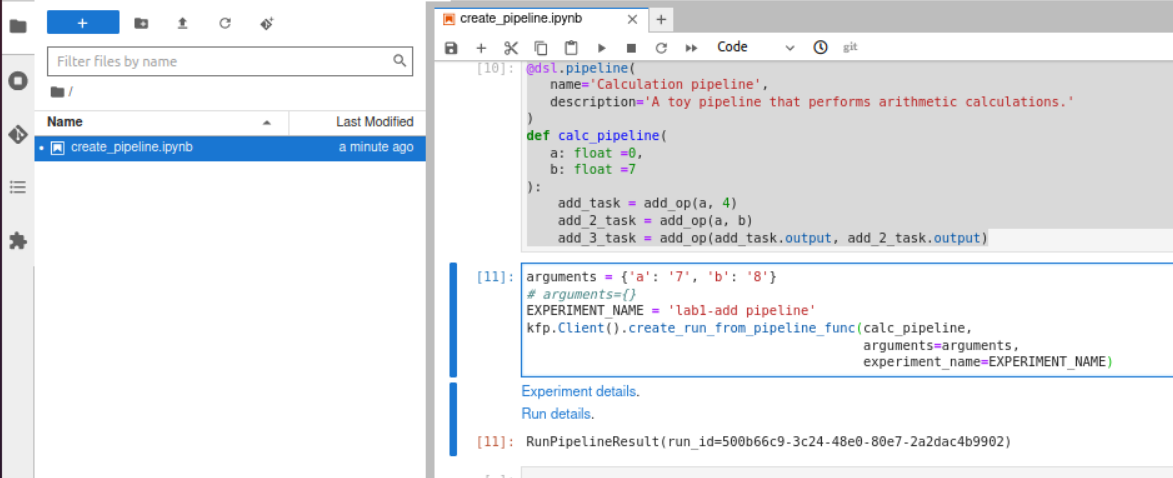 create_pipeline.ipynb
Code
git
Filter files by name
/
Name
Last Modified
create_pipeline.ipynb
a minute ago
[10]:
@dsl.pipeline(
name='Calculation pipeline',
description='A toy pipeline that performs arithmetic calculations.'
)
def calc_pipeline(
a: float =0,
b: float =7
):
add_task = add_op(a, 4)
add_2_task = add_op(a, b)
add_3_task = add_op(add_task.output, add_2_task.output)
[11]:
arguments = {'a': '7', 'b': '8'}
# arguments={}
EXPERIMENT_NAME = 'lab1-add pipeline'
kfp.Client().create_run_from_pipeline_func(calc_pipeline,
arguments=arguments,
experiment_name=EXPERIMENT_NAME)
Experiment details.
Run details.
[11]:
RunPipelineResult(run_id=500b66c9-3c24-48e0-80e7-2a2dac4b9902)